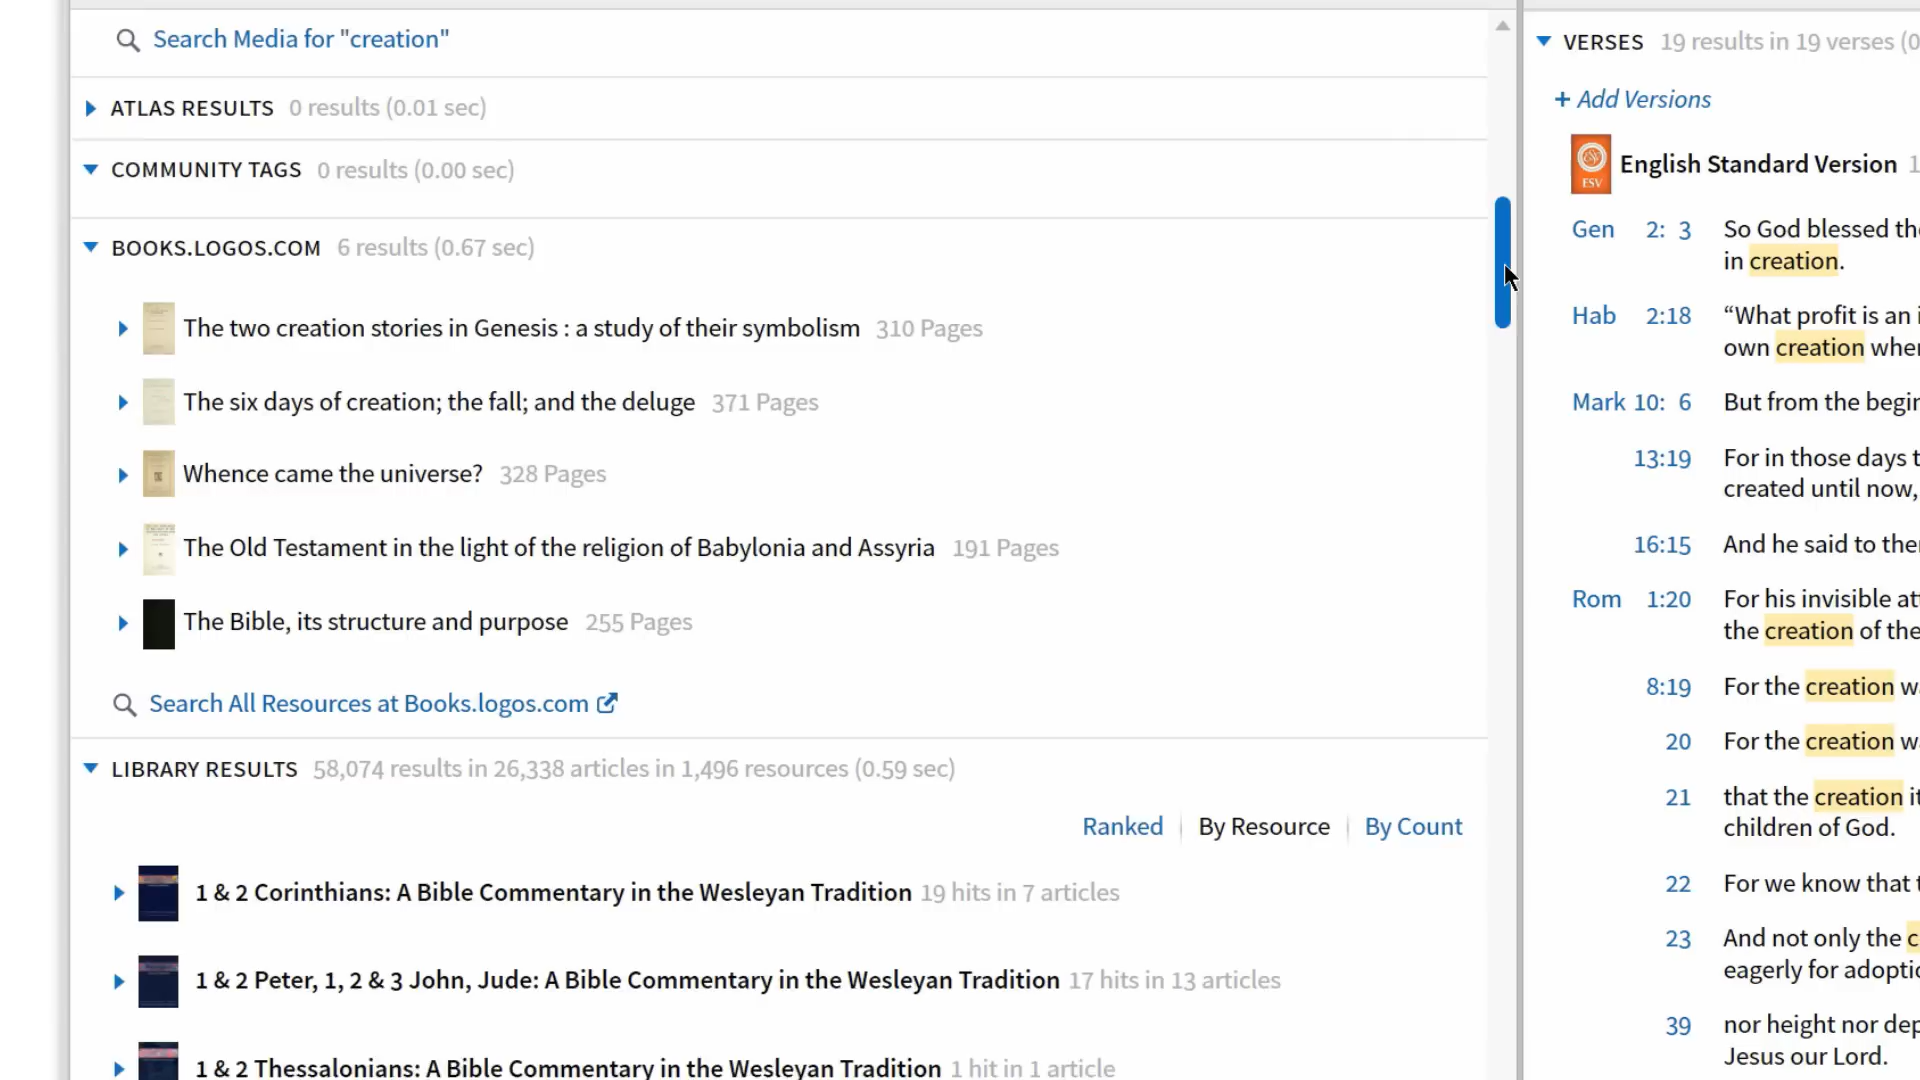 Search Media for "creation"
ATLAS RESULTS 0 results (0.01 sec)
COMMUNITY TAGS 0 results (0.00 sec)
BOOKS.LOGOS.COM 6 results (0.67 sec)
The two creation stories in Genesis : a study of their symbolism 310 Pages
The six days of creation; the fall; and the deluge 371 Pages
Whence came the universe? 328 Pages
The Old Testament in the light of the religion of Babylonia and Assyria 191 Pages
The Bible, its structure and purpose 255 Pages
Search All Resources at Books.logos.com
LIBRARY RESULTS 58,074 results in 26,338 articles in 1,496 resources (0.59 sec)
Ranked By Resource By Count
1 & 2 Corinthians: A Bible Commentary in the Wesleyan Tradition 19 hits in 7 articles
1 & 2 Peter, 1, 2 & 3 John, Jude: A Bible Commentary in the Wesleyan Tradition 17 hits in 13 articles
1 & 2 Thessalonians: A Bible Commentary in the Wesleyan Tradition 1 hit in 1 article
VERSES 19 results in 19 verses (0
+ Add Versions
ESV
English Standard Version 1
Gen 2: 3 So God blessed the
in creation.
Hab 2:18 “What profit is an i
own creation when
Mark 10: 6 But from the begin
13:19 For in those days t
created until now,
16:15 And he said to the
Rom 1:20 For his invisible att
the creation of the
8:19 For the creation wa
20 For the creation wa
21 that the creation it
children of God.
22 For we know that t
23 And not only the c
eagerly for adoptic
39 nor height nor dep
Jesus our Lord.